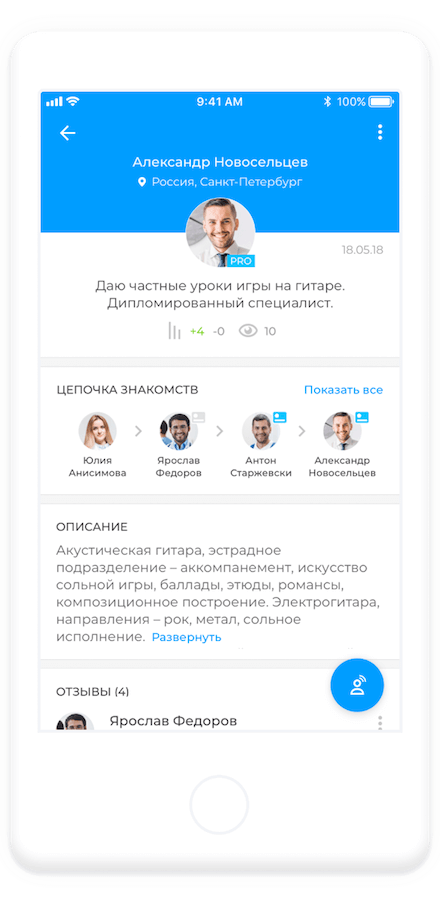 9:41 AM
100%
Александр Новосельцев
Россия, Санкт-Петербург
PRO
18.05.18
Даю частные уроки игры на гитаре.
Дипломированный специалист.
+4 -0 10
ЦЕПОЧКА ЗНАКОМСТВ
Показать все
Юлия
Анисимова
Ярослав
Федоров
Антон
Старжевски
Александр
Новосельцев
ОПИСАНИЕ
Акустическая гитара, эстрадное
подразделение – аккомпанемент, искусство
сольной игры, баллады, этюды, романсы,
композиционное построение. Электрогитара,
направления – рок, метал, сольное
исполнение. Развернуть
ОТЗЫВЫ (4)
Ярослав Федоров